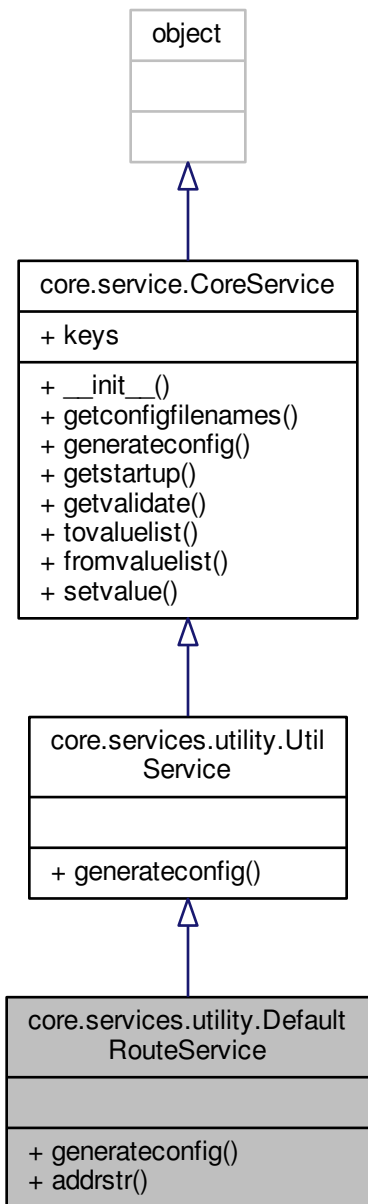 object
core.service.CoreService
+ keys
+ __init__()
+ getconfigfilenames()
+ generateconfig()
+ getstartup()
+ getvalidate()
+ tovaluelist()
+ fromvaluelist()
+ setvalue()
core.services.utility.Util
Service
+ generateconfig()
core.services.utility.Default
RouteService
+ generateconfig()
+ addrstr()